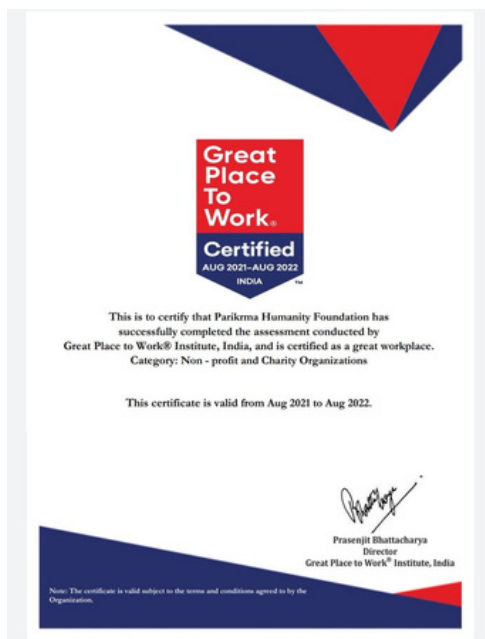 Great
Place
To
Work®
Certified
AUG 2021–AUG 2022
INDIA
TM
This is to certify that Parikrma Humanity Foundation has
successfully completed the assessment conducted by
Great Place to Work® Institute, India, and is certified as a great workplace.
Category: Non - profit and Charity Organizations
This certificate is valid from Aug 2021 to Aug 2022.
Prasenjit Bhattacharya
Director
Great Place to Work® Institute, India
Note: The certificate is valid subject to the terms and conditions agreed to by the
Organization.